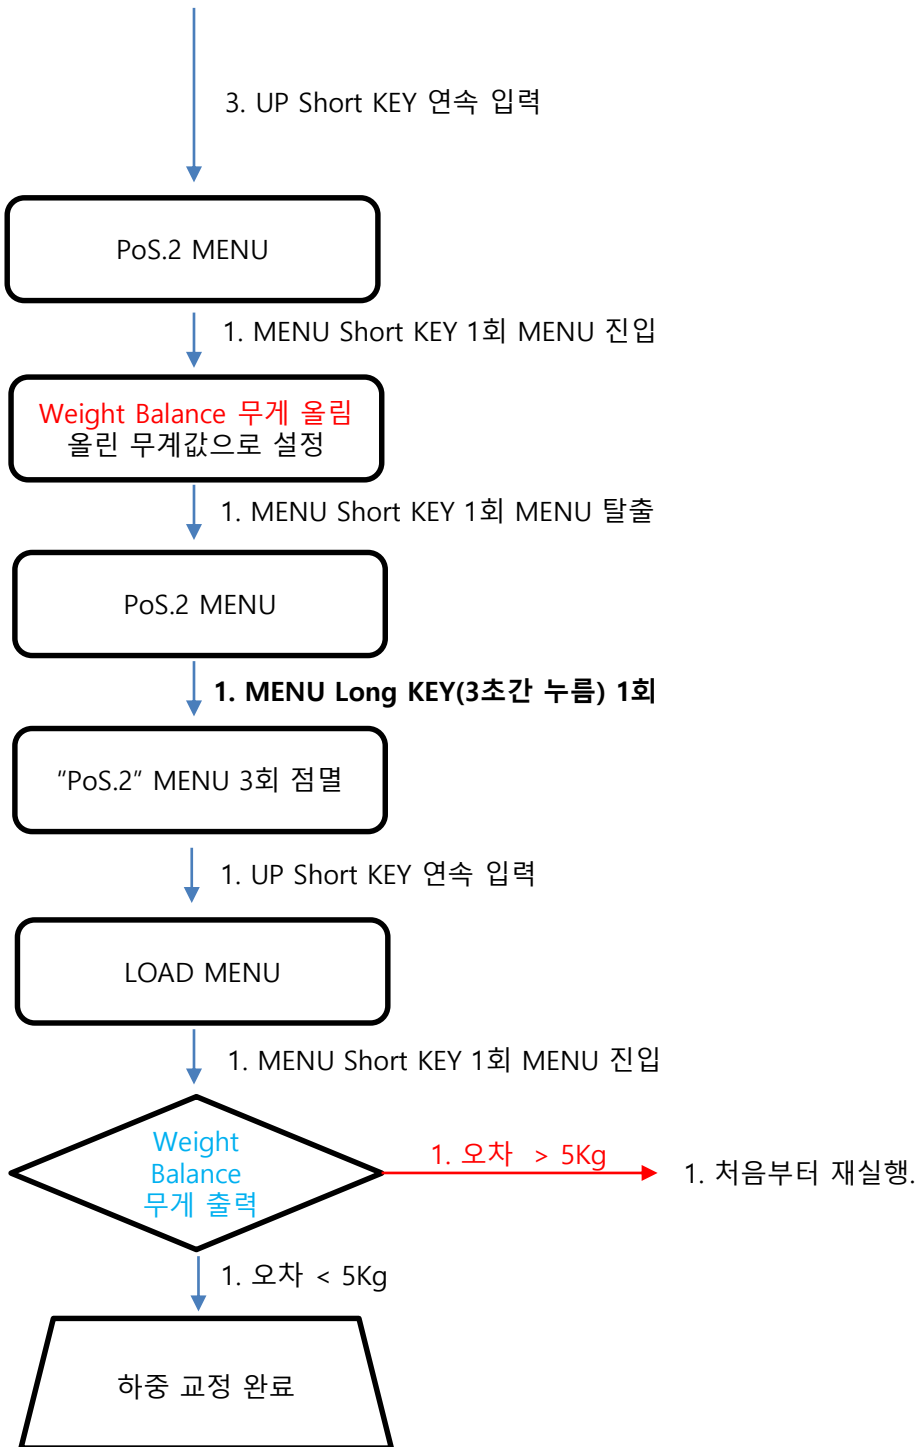 3. UP Short KEY 연속 입력
PoS.2 MENU
1. MENU Short KEY 1회 MENU 진입
Weight Balance 무게 올림
올린 무계값으로 설정
1. MENU Short KEY 1회 MENU 탈출
PoS.2 MENU
1. MENU Long KEY(3초간 누름) 1회
“PoS.2” MENU 3회 점멸
1. UP Short KEY 연속 입력
LOAD MENU
1. MENU Short KEY 1회 MENU 진입
Weight
Balance
무게 출력
1. 오차 > 5Kg
1. 처음부터 재실행.
1. 오차 < 5Kg
하중 교정 완료